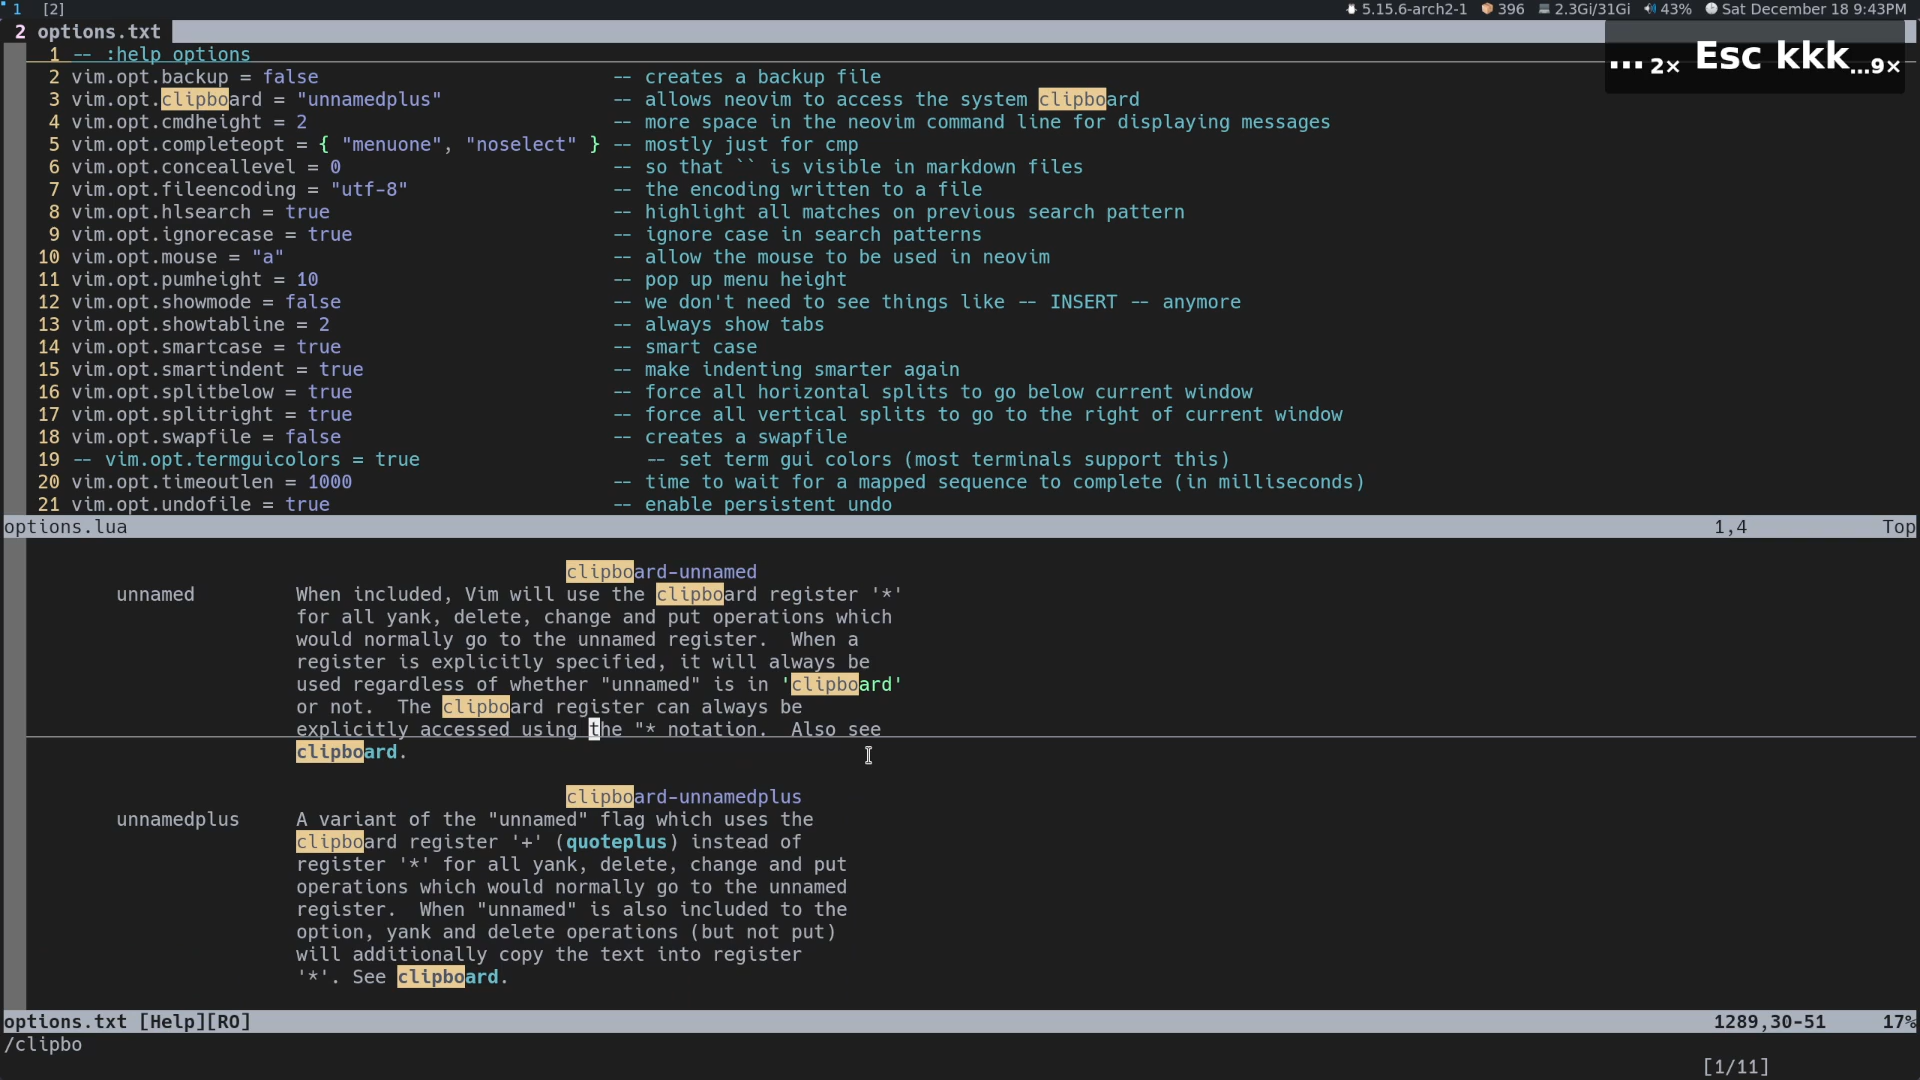 1 [2] 5.15.6-arch2-1 396 2.3Gi/31Gi 43% Sat December 18 9:43PM
2 options.txt
... 2× Esc kkk...9×
1 -- :help options
2 vim.opt.backup = false -- creates a backup file
3 vim.opt.clipboard = "unnamedplus" -- allows neovim to access the system clipboard
4 vim.opt.cmdheight = 2 -- more space in the neovim command line for displaying messages
5 vim.opt.completeopt = { "menuone", "noselect" } -- mostly just for cmp
6 vim.opt.conceallevel = 0 -- so that `` is visible in markdown files
7 vim.opt.fileencoding = "utf-8" -- the encoding written to a file
8 vim.opt.hlsearch = true -- highlight all matches on previous search pattern
9 vim.opt.ignorecase = true -- ignore case in search patterns
10 vim.opt.mouse = "a" -- allow the mouse to be used in neovim
11 vim.opt.pumheight = 10 -- pop up menu height
12 vim.opt.showmode = false -- we don't need to see things like -- INSERT -- anymore
13 vim.opt.showtabline = 2 -- always show tabs
14 vim.opt.smartcase = true -- smart case
15 vim.opt.smartindent = true -- make indenting smarter again
16 vim.opt.splitbelow = true -- force all horizontal splits to go below current window
17 vim.opt.splitright = true -- force all vertical splits to go to the right of current window
18 vim.opt.swapfile = false -- creates a swapfile
19 -- vim.opt.termguicolors = true -- set term gui colors (most terminals support this)
20 vim.opt.timeoutlen = 1000 -- time to wait for a mapped sequence to complete (in milliseconds)
21 vim.opt.undofile = true -- enable persistent undo
options.lua 1,4 Top
clipboard-unnamed
unnamed When included, Vim will use the clipboard register '*'
for all yank, delete, change and put operations which
would normally go to the unnamed register. When a
register is explicitly specified, it will always be
used regardless of whether "unnamed" is in 'clipboard'
or not. The clipboard register can always be
explicitly accessed using the "* notation. Also see
clipboard.
clipboard-unnamedplus
unnamedplus A variant of the "unnamed" flag which uses the
clipboard register '+' (quoteplus) instead of
register '*' for all yank, delete, change and put
operations which would normally go to the unnamed
register. When "unnamed" is also included to the
option, yank and delete operations (but not put)
will additionally copy the text into register
'*'. See clipboard.
options.txt [Help][RO] 1289,30-51 17%
/clipbo
[1/11]